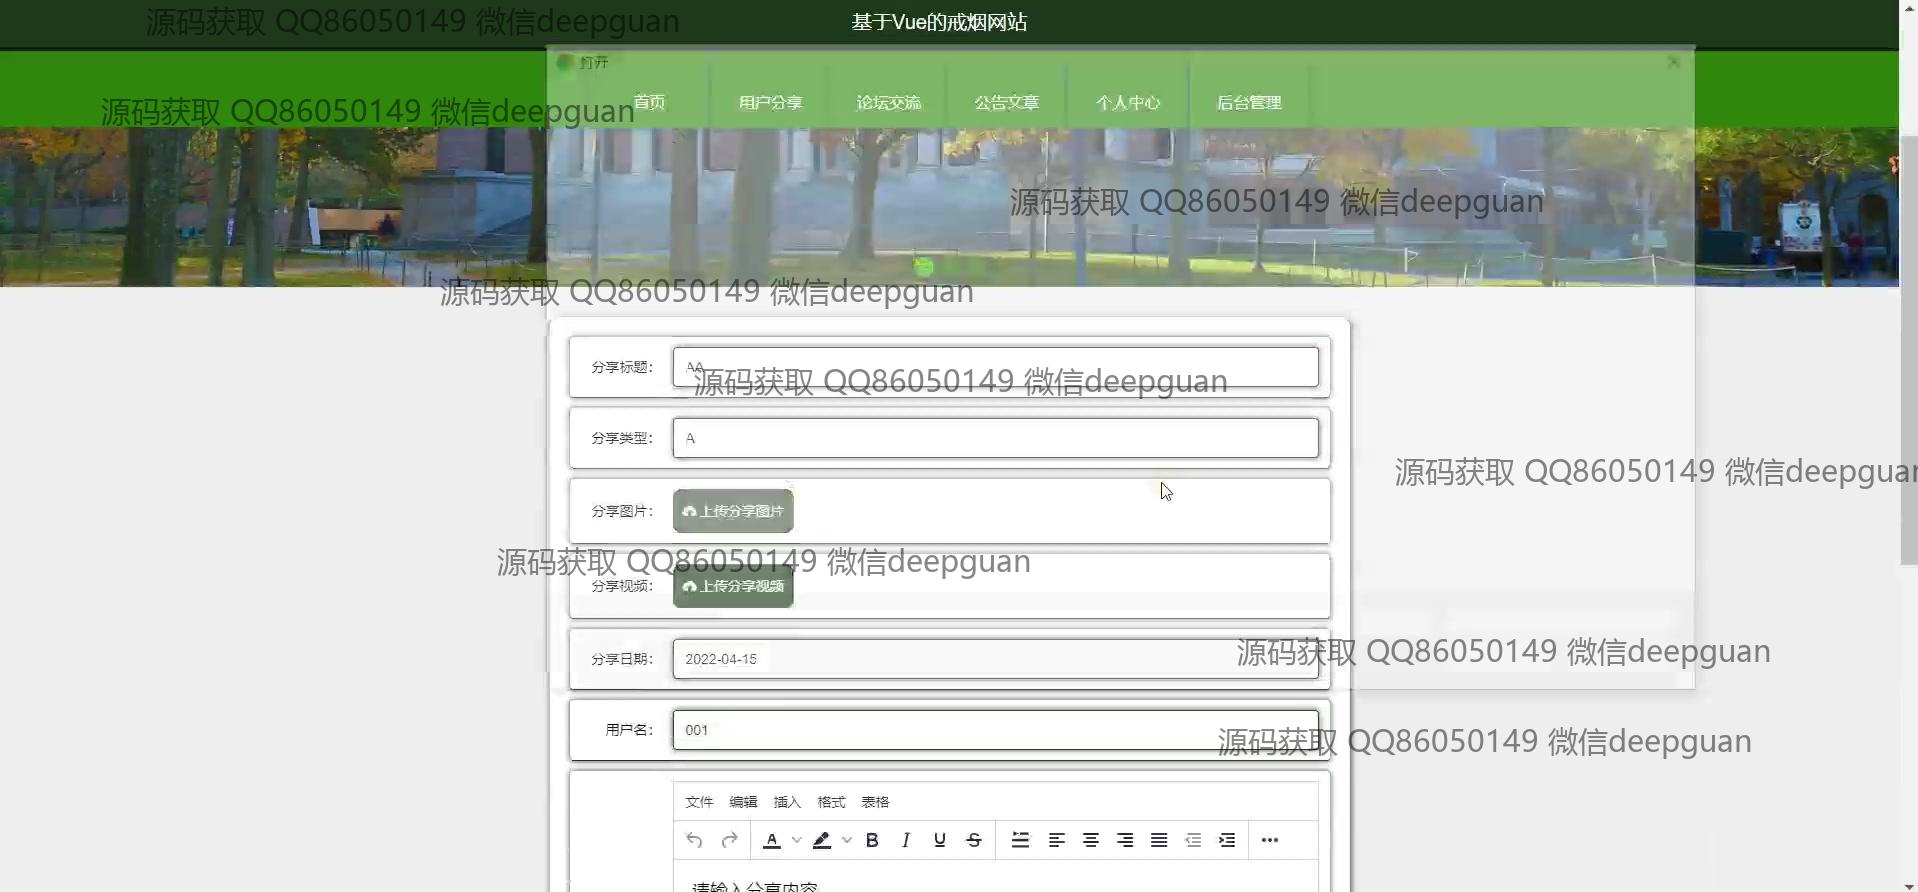 源码获取 QQ86050149 微信deepguan
基于Vue的戒烟网站
打开
首页 用户分享 论坛交流 公告文章 个人中心 后台管理
源码获取 QQ86050149 微信deepguan
源码获取 QQ86050149 微信deepguan
源码获取 QQ86050149 微信deepguan
分享标题： AA
源码获取 QQ86050149 微信deepguan
分享类型： A
源码获取 QQ86050149 微信deepguan
分享图片： 上传分享图片
源码获取 QQ86050149 微信deepguan
分享视频： 上传分享视频
源码获取 QQ86050149 微信deepguan
分享日期： 2022-04-15
用户名： 001
源码获取 QQ86050149 微信deepguan
文件 编辑 插入 格式 表格
A B I U S
请输入分享内容